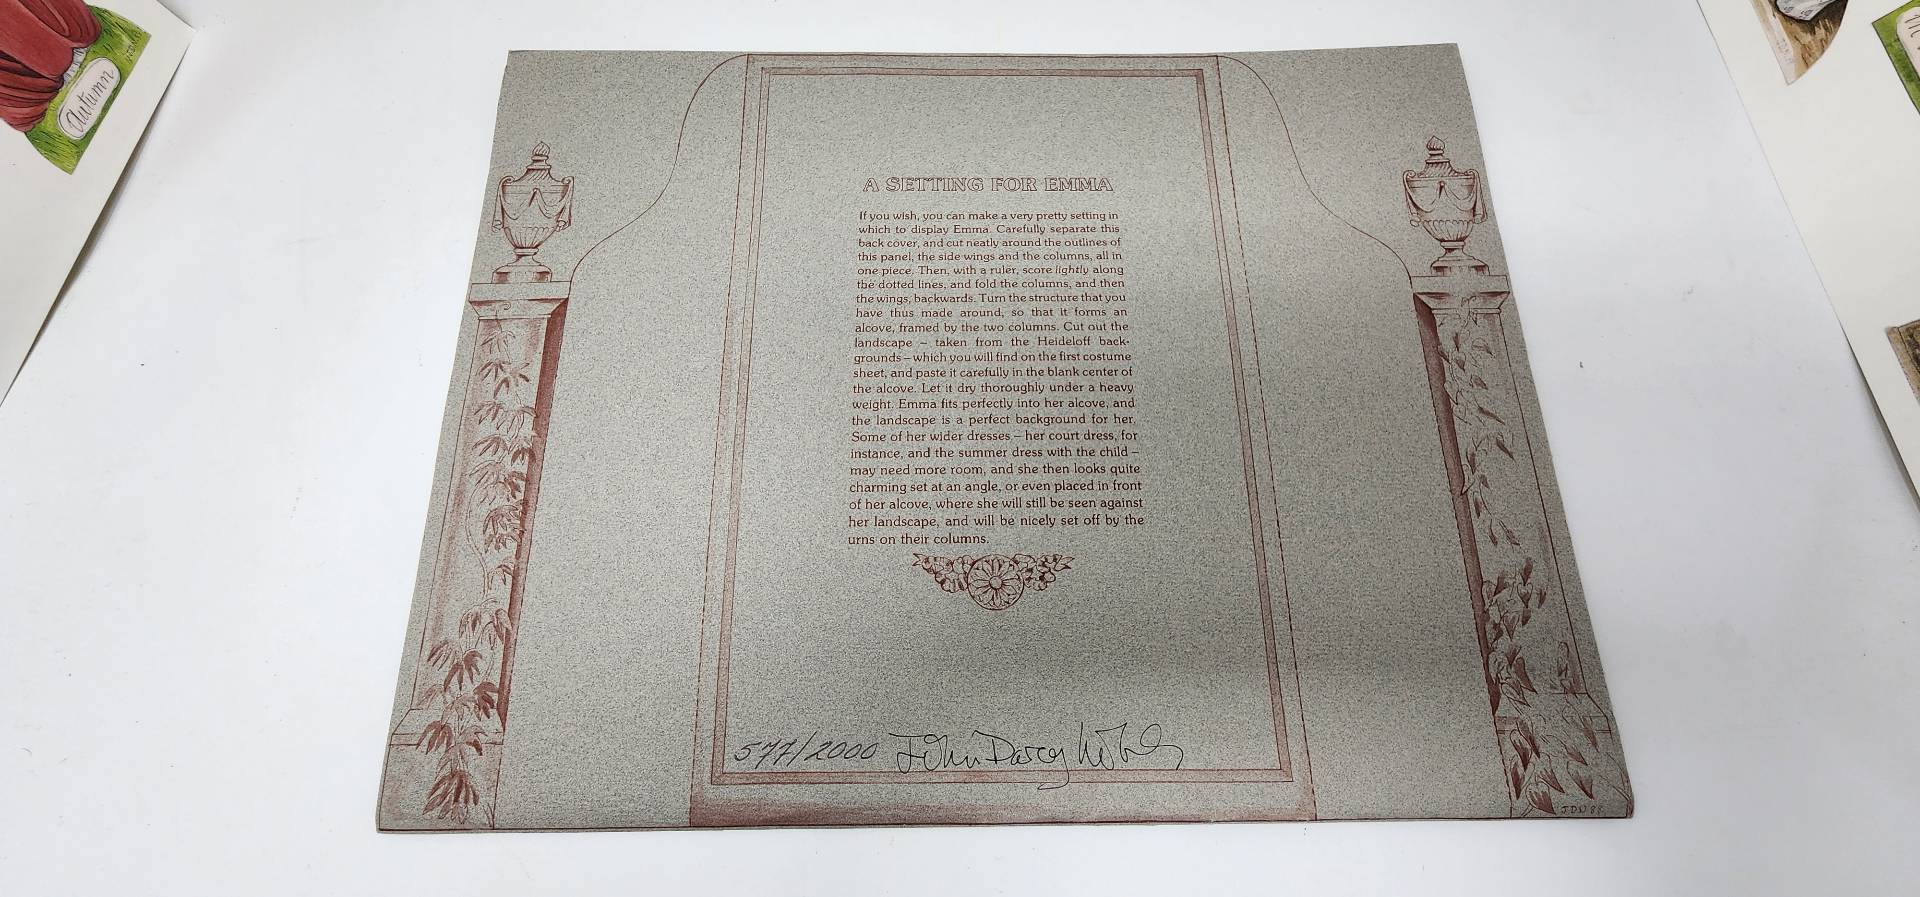 Autumn
A SETTING FOR EMMA
If you wish, you can make a very pretty setting in
which to display Emma. Carefully separate this
back cover, and cut neatly around the outlines of
this panel, the side wings and the columns, all in
one piece. Then, with a ruler, score lightly along
the dotted lines, and fold the columns, and then
the wings, backwards. Turn the structure that you
have thus made around, so that it forms an
alcove, framed by the two columns. Cut out the
landscape – taken from the Heideloff back-
grounds – which you will find on the first costume
sheet, and paste it carefully in the blank center of
the alcove. Let it dry thoroughly under a heavy
weight. Emma fits perfectly into her alcove, and
the landscape is a perfect background for her.
Some of her wider dresses – her court dress, for
instance, and the summer dress with the child –
may need more room, and she then looks quite
charming set at an angle, or even placed in front
of her alcove, where she will still be seen against
her landscape, and will be nicely set off by the
urns on their columns.
577/2000 John Darcy Noble
JDN 88